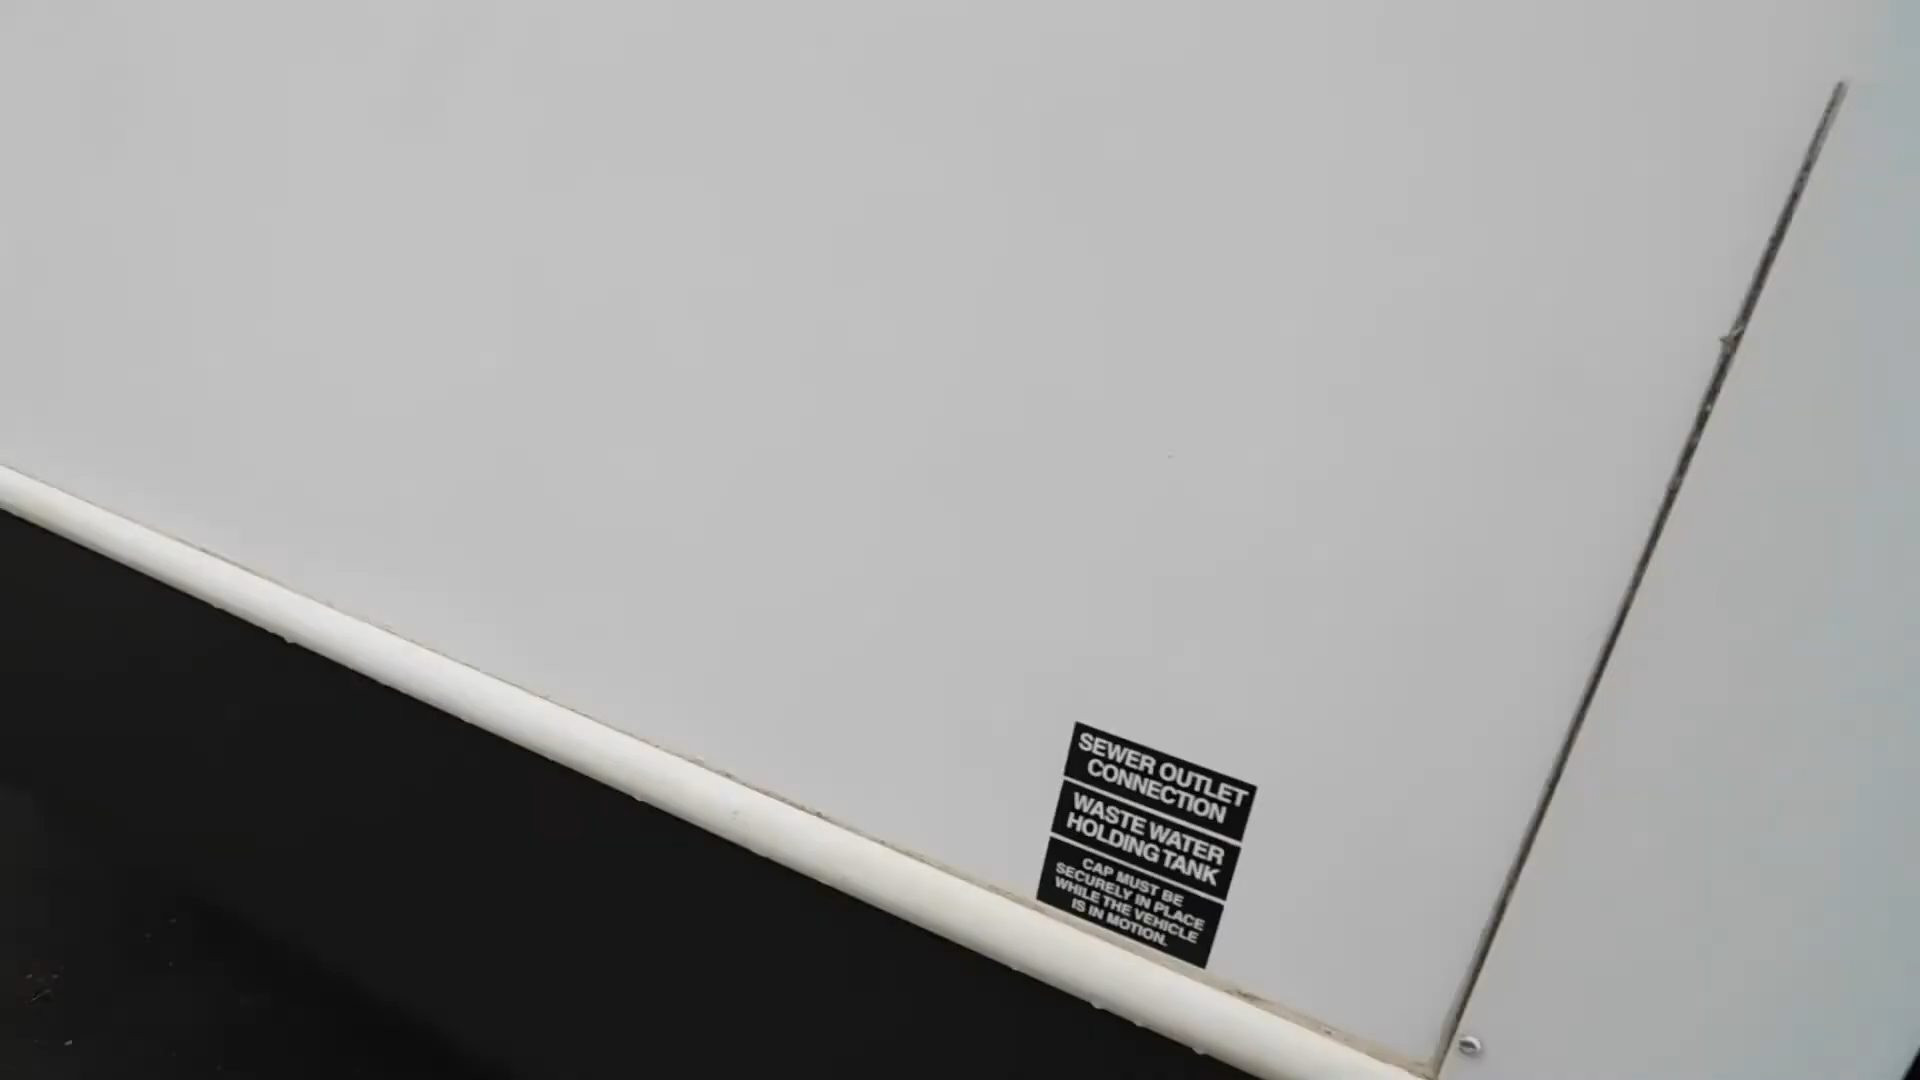 SEWER OUTLET
CONNECTION
WASTE WATER
HOLDING TANK
CAP MUST BE
SECURELY IN PLACE
WHILE THE VEHICLE
IS IN MOTION.